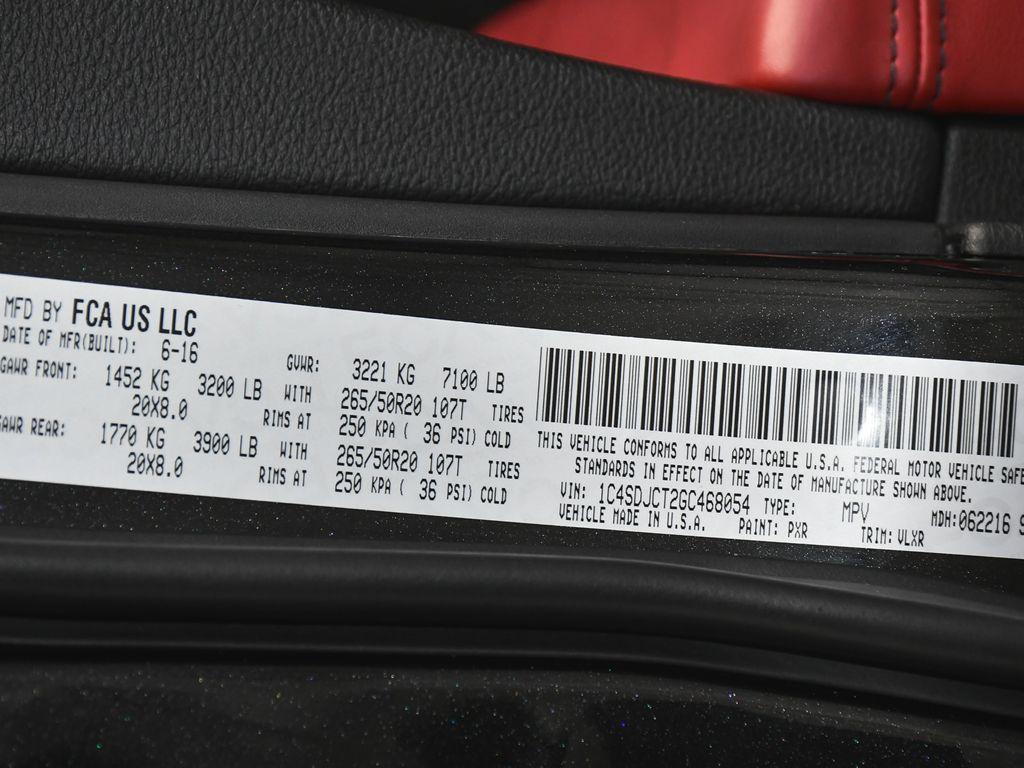 MFD BY FCA US LLC
DATE OF MFR(BUILT): 6-16
GVWR: 3221 KG 7100 LB
GAWR FRONT: 1452 KG 3200 LB WITH 265/50R20 107T TIRES
20X8.0 RIMS AT 250 KPA ( 36 PSI) COLD
GAWR REAR: 1770 KG 3900 LB WITH 265/50R20 107T TIRES
20X8.0 RIMS AT 250 KPA ( 36 PSI) COLD
THIS VEHICLE CONFORMS TO ALL APPLICABLE U.S.A. FEDERAL MOTOR VEHICLE SAFE
STANDARDS IN EFFECT ON THE DATE OF MANUFACTURE SHOWN ABOVE.
VIN: 1C4SDJCT2GC468054 TYPE: MPV MDH:062216 9
VEHICLE MADE IN U.S.A. PAINT: PXR TRIM: VLXR